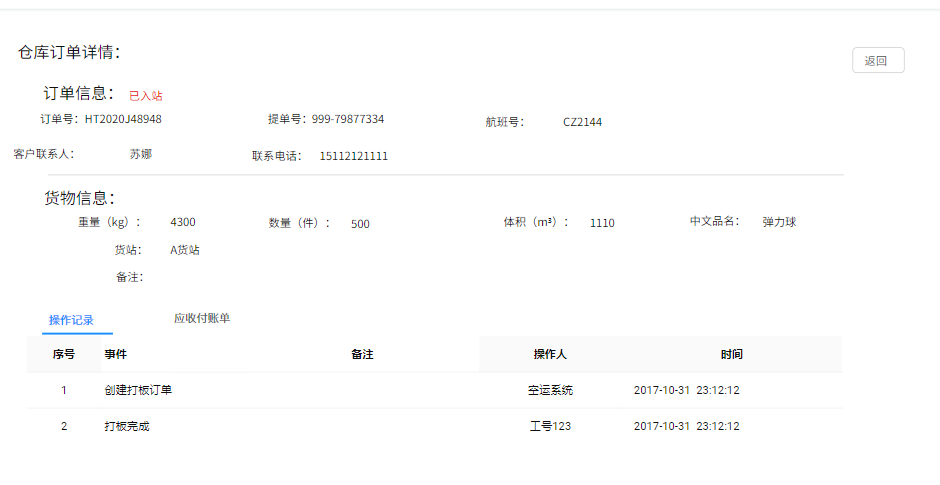 仓库订单详情:
返回
订单信息: 已入站
订单号: HT2020J48948 提单号: 999-79877334 航班号: CZ2144
客户联系人: 苏娜 联系电话: 15112121111
货物信息:
重量（kg）: 4300 数量（件）: 500 体积（m³）: 1110 中文品名: 弹力球
货站: A货站
备注:
操作记录 应收付账单
序号 事件 备注 操作人 时间
1 创建打板订单 空运系统 2017-10-31 23:12:12
2 打板完成 工号123 2017-10-31 23:12:12